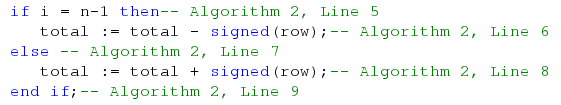 if i = n-1 then-- Algorithm 2, Line 5
total := total - signed(row);-- Algorithm 2, Line 6
else -- Algorithm 2, Line 7
total := total + signed(row);-- Algorithm 2, Line 8
end if;-- Algorithm 2, Line 9